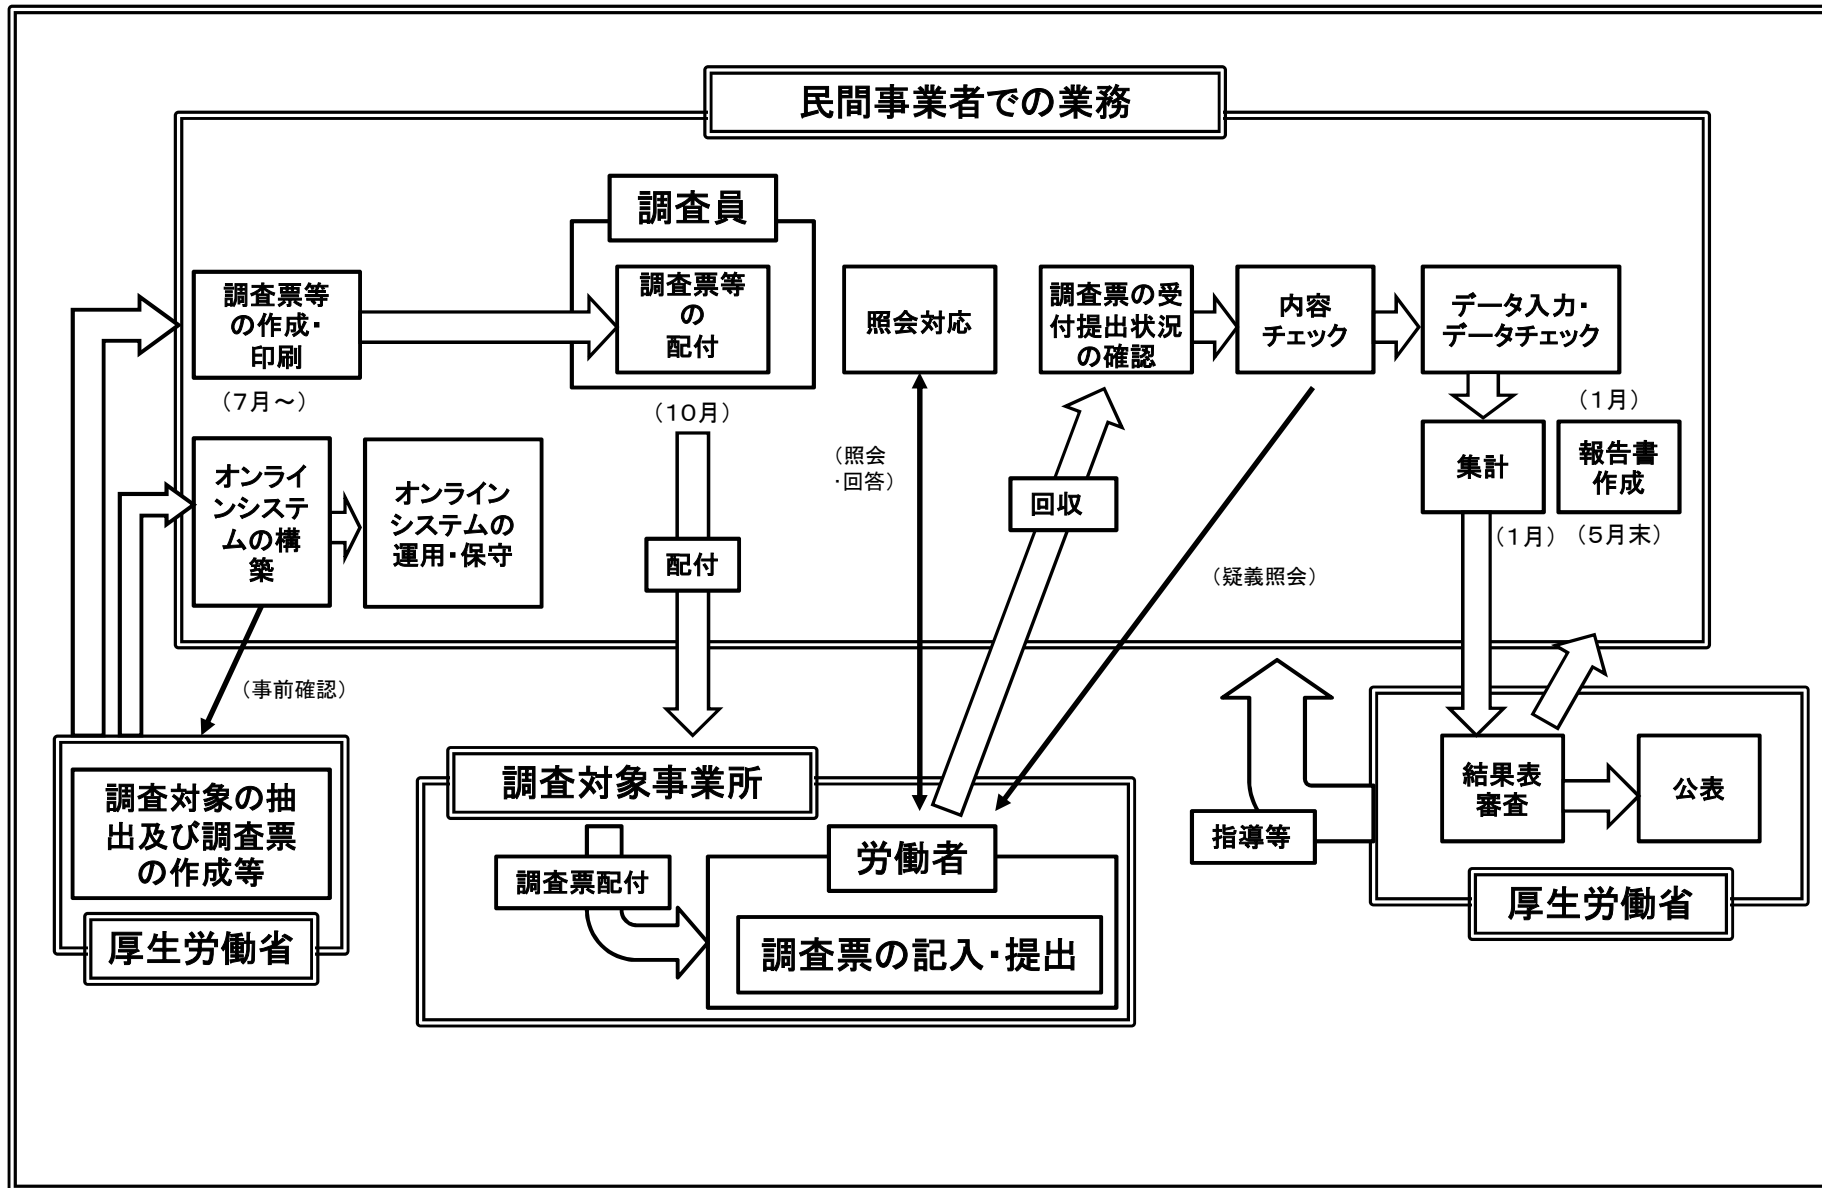 民間事業者での業務
調査員
調査票等
の作成・
印刷
(7月～)
調査票等
の
配付
(10月)
照会対応
調査票の受
付提出状況
の確認
内容
チェック
データ入力・
データチェック
(1月)
オンライ
ンシステ
ムの構
築
オンライン
システムの
運用・保守
(照会
・回答)
回収
配付
集計
(1月)
報告書
作成
(5月末)
(疑義照会)
(事前確認)
調査対象の抽
出及び調査票
の作成等
厚生労働省
調査対象事業所
調査票配付
労働者
調査票の記入・提出
指導等
結果表
審査
公表
厚生労働省